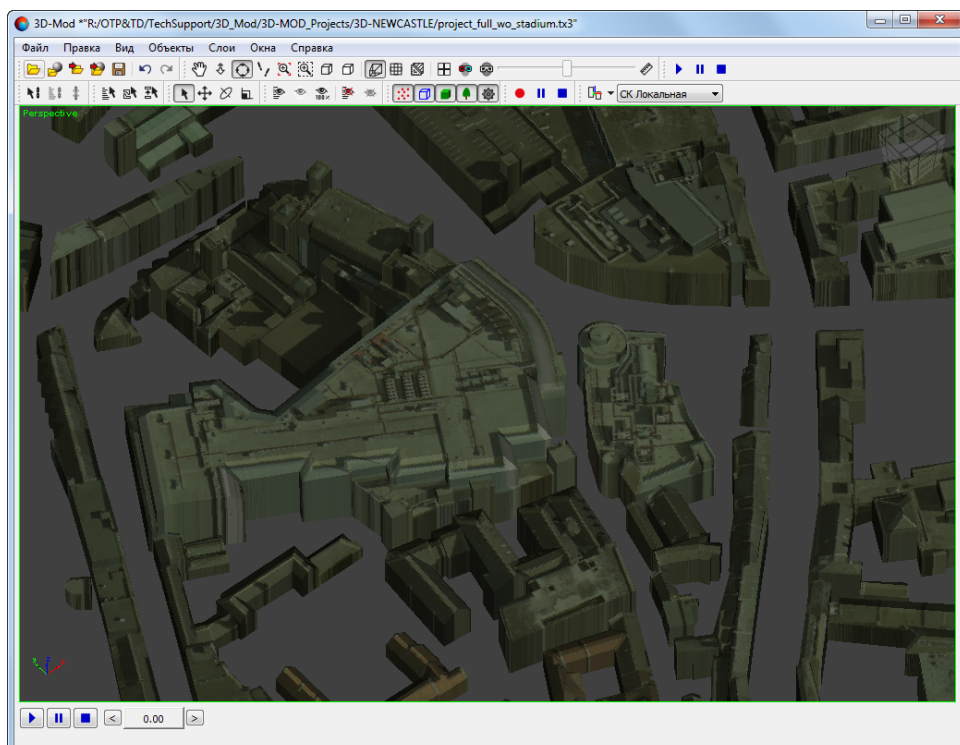 3D-Mod *"R:/OTP&TD/TechSupport/3D_Mod/3D-MOD_Projects/3D-NEWCASTLE/project_full_wo_stadium.tx3"
Файл Правка Вид Объекты Слои Окна Справка
100%
СК Локальная
Perspective
< 0.00 >